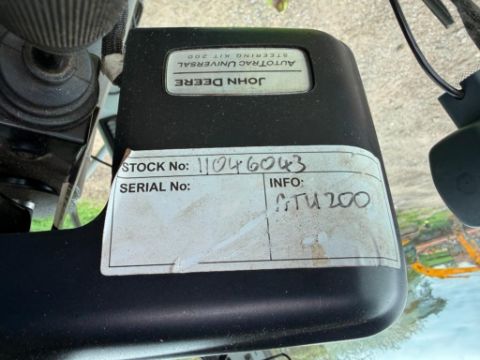 JOHN DEERE
AUTOTRAC UNIVERSAL
STEERING KIT 200
STOCK No: 11046043
SERIAL No:
INFO:
ATU200